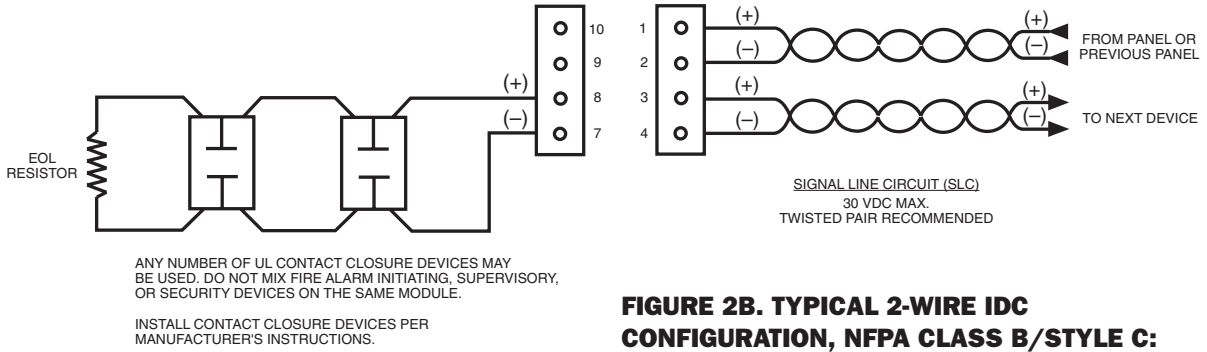 10
9
8
7
(+)
(–)
EOL
RESISTOR
1
2
3
4
(+)
(–)
(+)
(–)
(+)
(–)
FROM PANEL OR
PREVIOUS PANEL
(+)
(–)
TO NEXT DEVICE
SIGNAL LINE CIRCUIT (SLC)
30 VDC MAX.
TWISTED PAIR RECOMMENDED
ANY NUMBER OF UL CONTACT CLOSURE DEVICES MAY
BE USED. DO NOT MIX FIRE ALARM INITIATING, SUPERVISORY,
OR SECURITY DEVICES ON THE SAME MODULE.
INSTALL CONTACT CLOSURE DEVICES PER
MANUFACTURER'S INSTRUCTIONS.
FIGURE 2B. TYPICAL 2-WIRE IDC
CONFIGURATION, NFPA CLASS B/STYLE C: